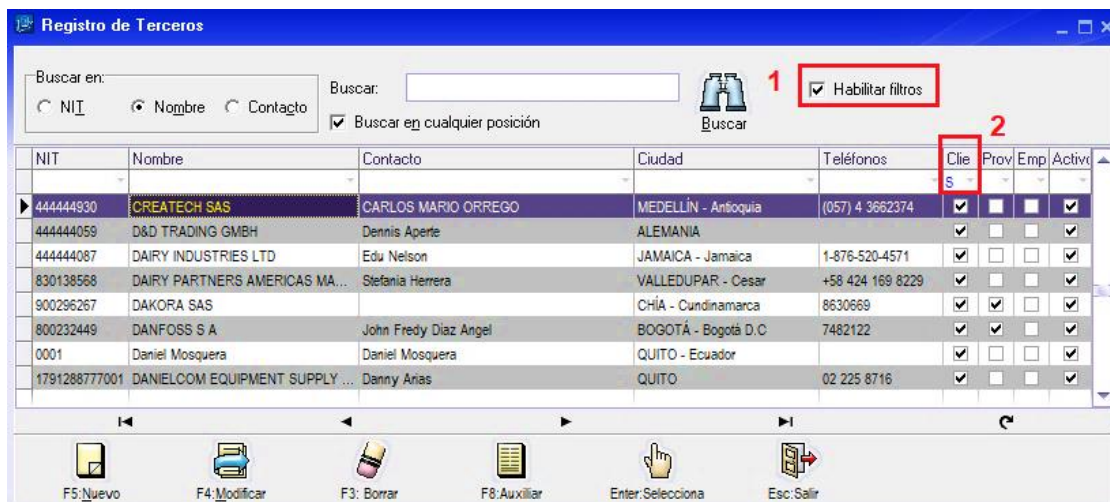 Registro de Terceros
Buscar en:
NIT Nombre Contacto
Buscar:
Buscar en cualquier posición
Buscar
1 Habilitar filtros
2
NIT Nombre Contacto Ciudad Teléfonos Clie Prov Emp Activo
S
444444930 CREATECH SAS CARLOS MARIO ORREGO MEDELLÍN - Antioquia (057) 4 3662374
444444059 D&D TRADING GMBH Dennis Aperte ALEMANIA
444444087 DAIRY INDUSTRIES LTD Edu Nelson JAMAICA - Jamaica 1-876-520-4571
830138568 DAIRY PARTNERS AMERICAS MA... Stefania Herrera VALLEDUPAR - Cesar +58 424 169 8229
900296267 DAKORA SAS CHÍA - Cundinamarca 8630669
800232449 DANFOSS S A John Fredy Diaz Angel BOGOTÁ - Bogotá D.C 7482122
0001 Daniel Mosquera Daniel Mosquera QUITO - Ecuador
1791288777001 DANIELCOM EQUIPMENT SUPPLY ... Danny Arias QUITO 02 225 8716
F5:Nuevo F4:Modificar F3: Borrar F8:Auxiliar Enter:Selecciona Esc:Salir